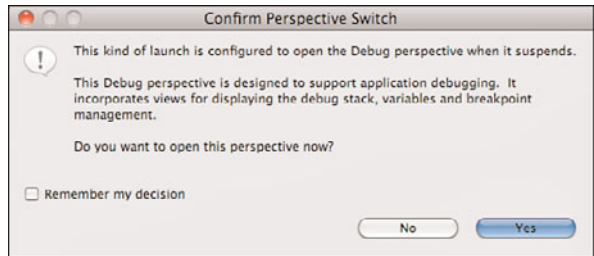 Confirm Perspective Switch
This kind of launch is configured to open the Debug perspective when it suspends.
This Debug perspective is designed to support application debugging. It
incorporates views for displaying the debug stack, variables and breakpoint
management.
Do you want to open this perspective now?
Remember my decision
No
Yes